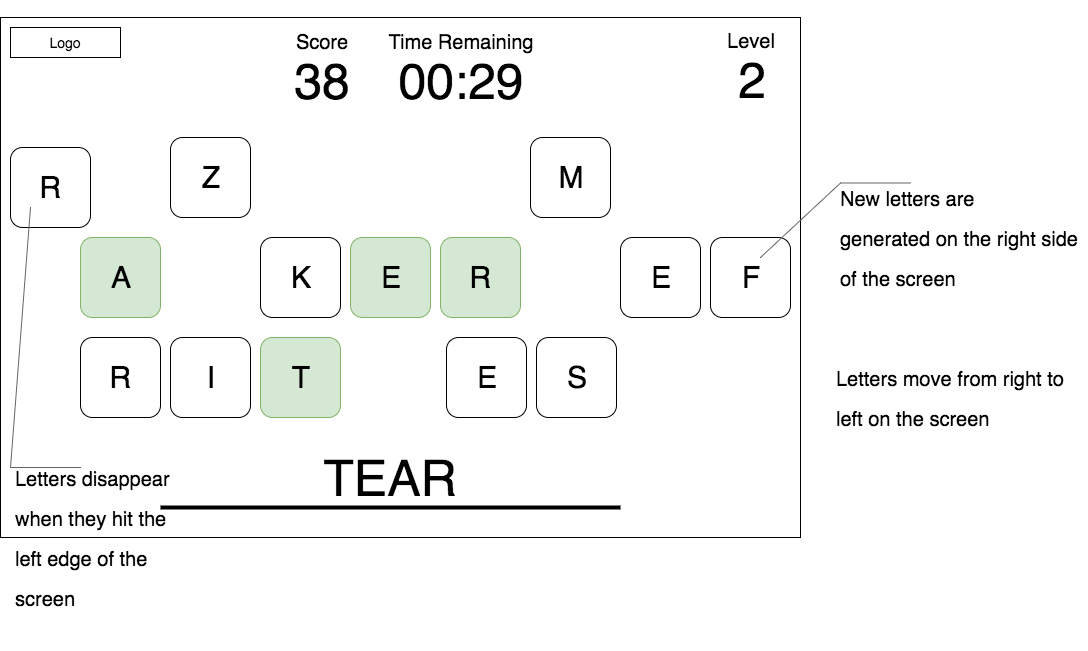 Logo
Score
Time Remaining
Level
38
00:29
2
R
Z
M
A
K
E
R
E
F
R
I
T
E
S
TEAR
New letters are
generated on the right side
of the screen
Letters move from right to
left on the screen
Letters disappear
when they hit the
left edge of the
screen